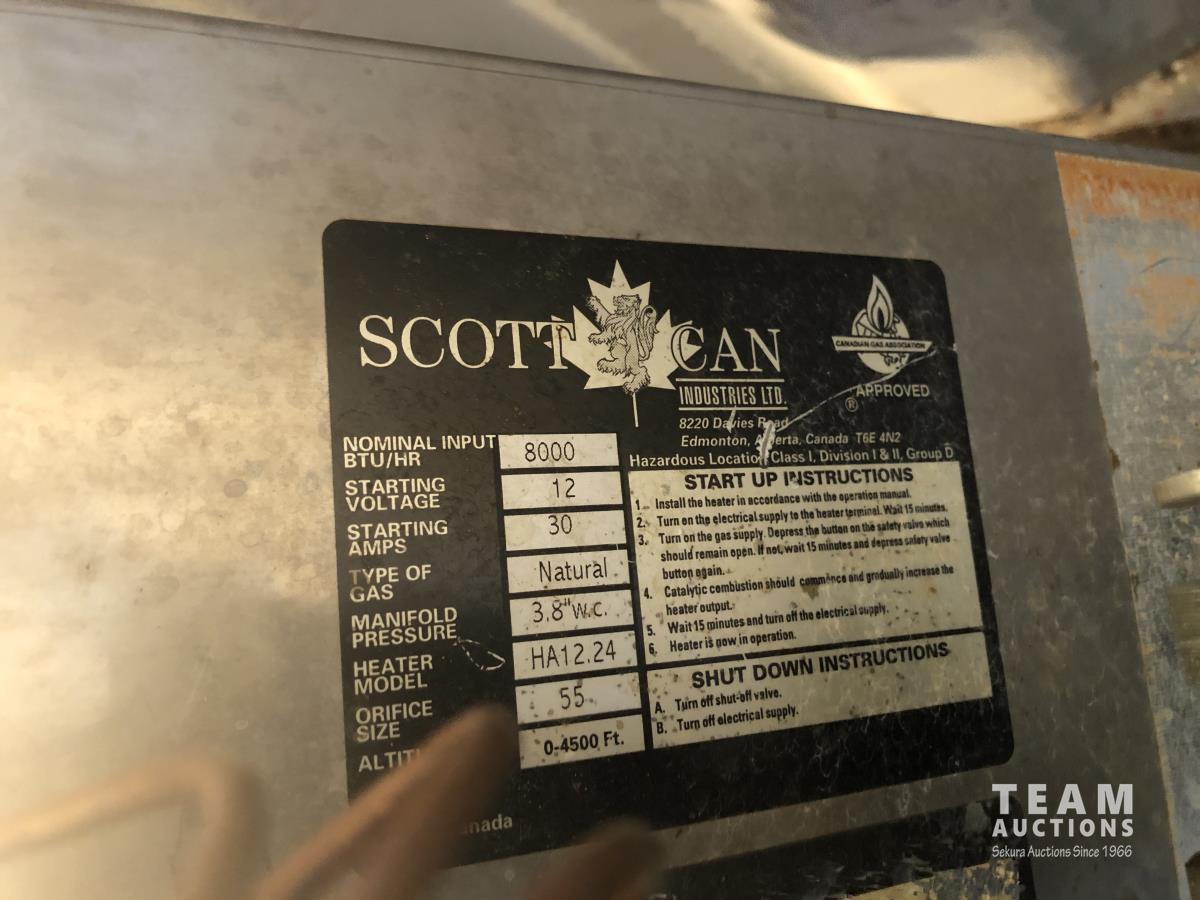 SCOTT CAN
INDUSTRIES LTD.
CANADIAN GAS ASSOCIATION
® APPROVED
8220 Davies
Edmonton, Canada T6E 4N2
Hazardous Location Class I, Division I & II, Group D
NOMINAL INPUT BTU/HR 8000
STARTING VOLTAGE 12
STARTING AMPS 30
TYPE OF GAS Natural
MANIFOLD PRESSURE 3.8"w.c.
HEATER MODEL HA12.24
ORIFICE SIZE 55
0-4500 Ft.
START UP INSTRUCTIONS
1. Install the heater in accordance with the operation manual.
2. Turn on the electrical supply to the heater terminal. Wait 15 minutes.
3. Turn on the gas supply. Depress the button on the safety valve which
should remain open. If not, wait 15 minutes and depress safety valve
button again.
4. Catalytic combustion should commence and gradually increase the
heater output.
5. Wait 15 minutes and turn off the electrical supply.
6. Heater is now in operation.
SHUT DOWN INSTRUCTIONS
A. Turn off shut-off valve.
B. Turn off electrical supply.
TEAM
AUCTIONS
Sekura Auctions Since 1966